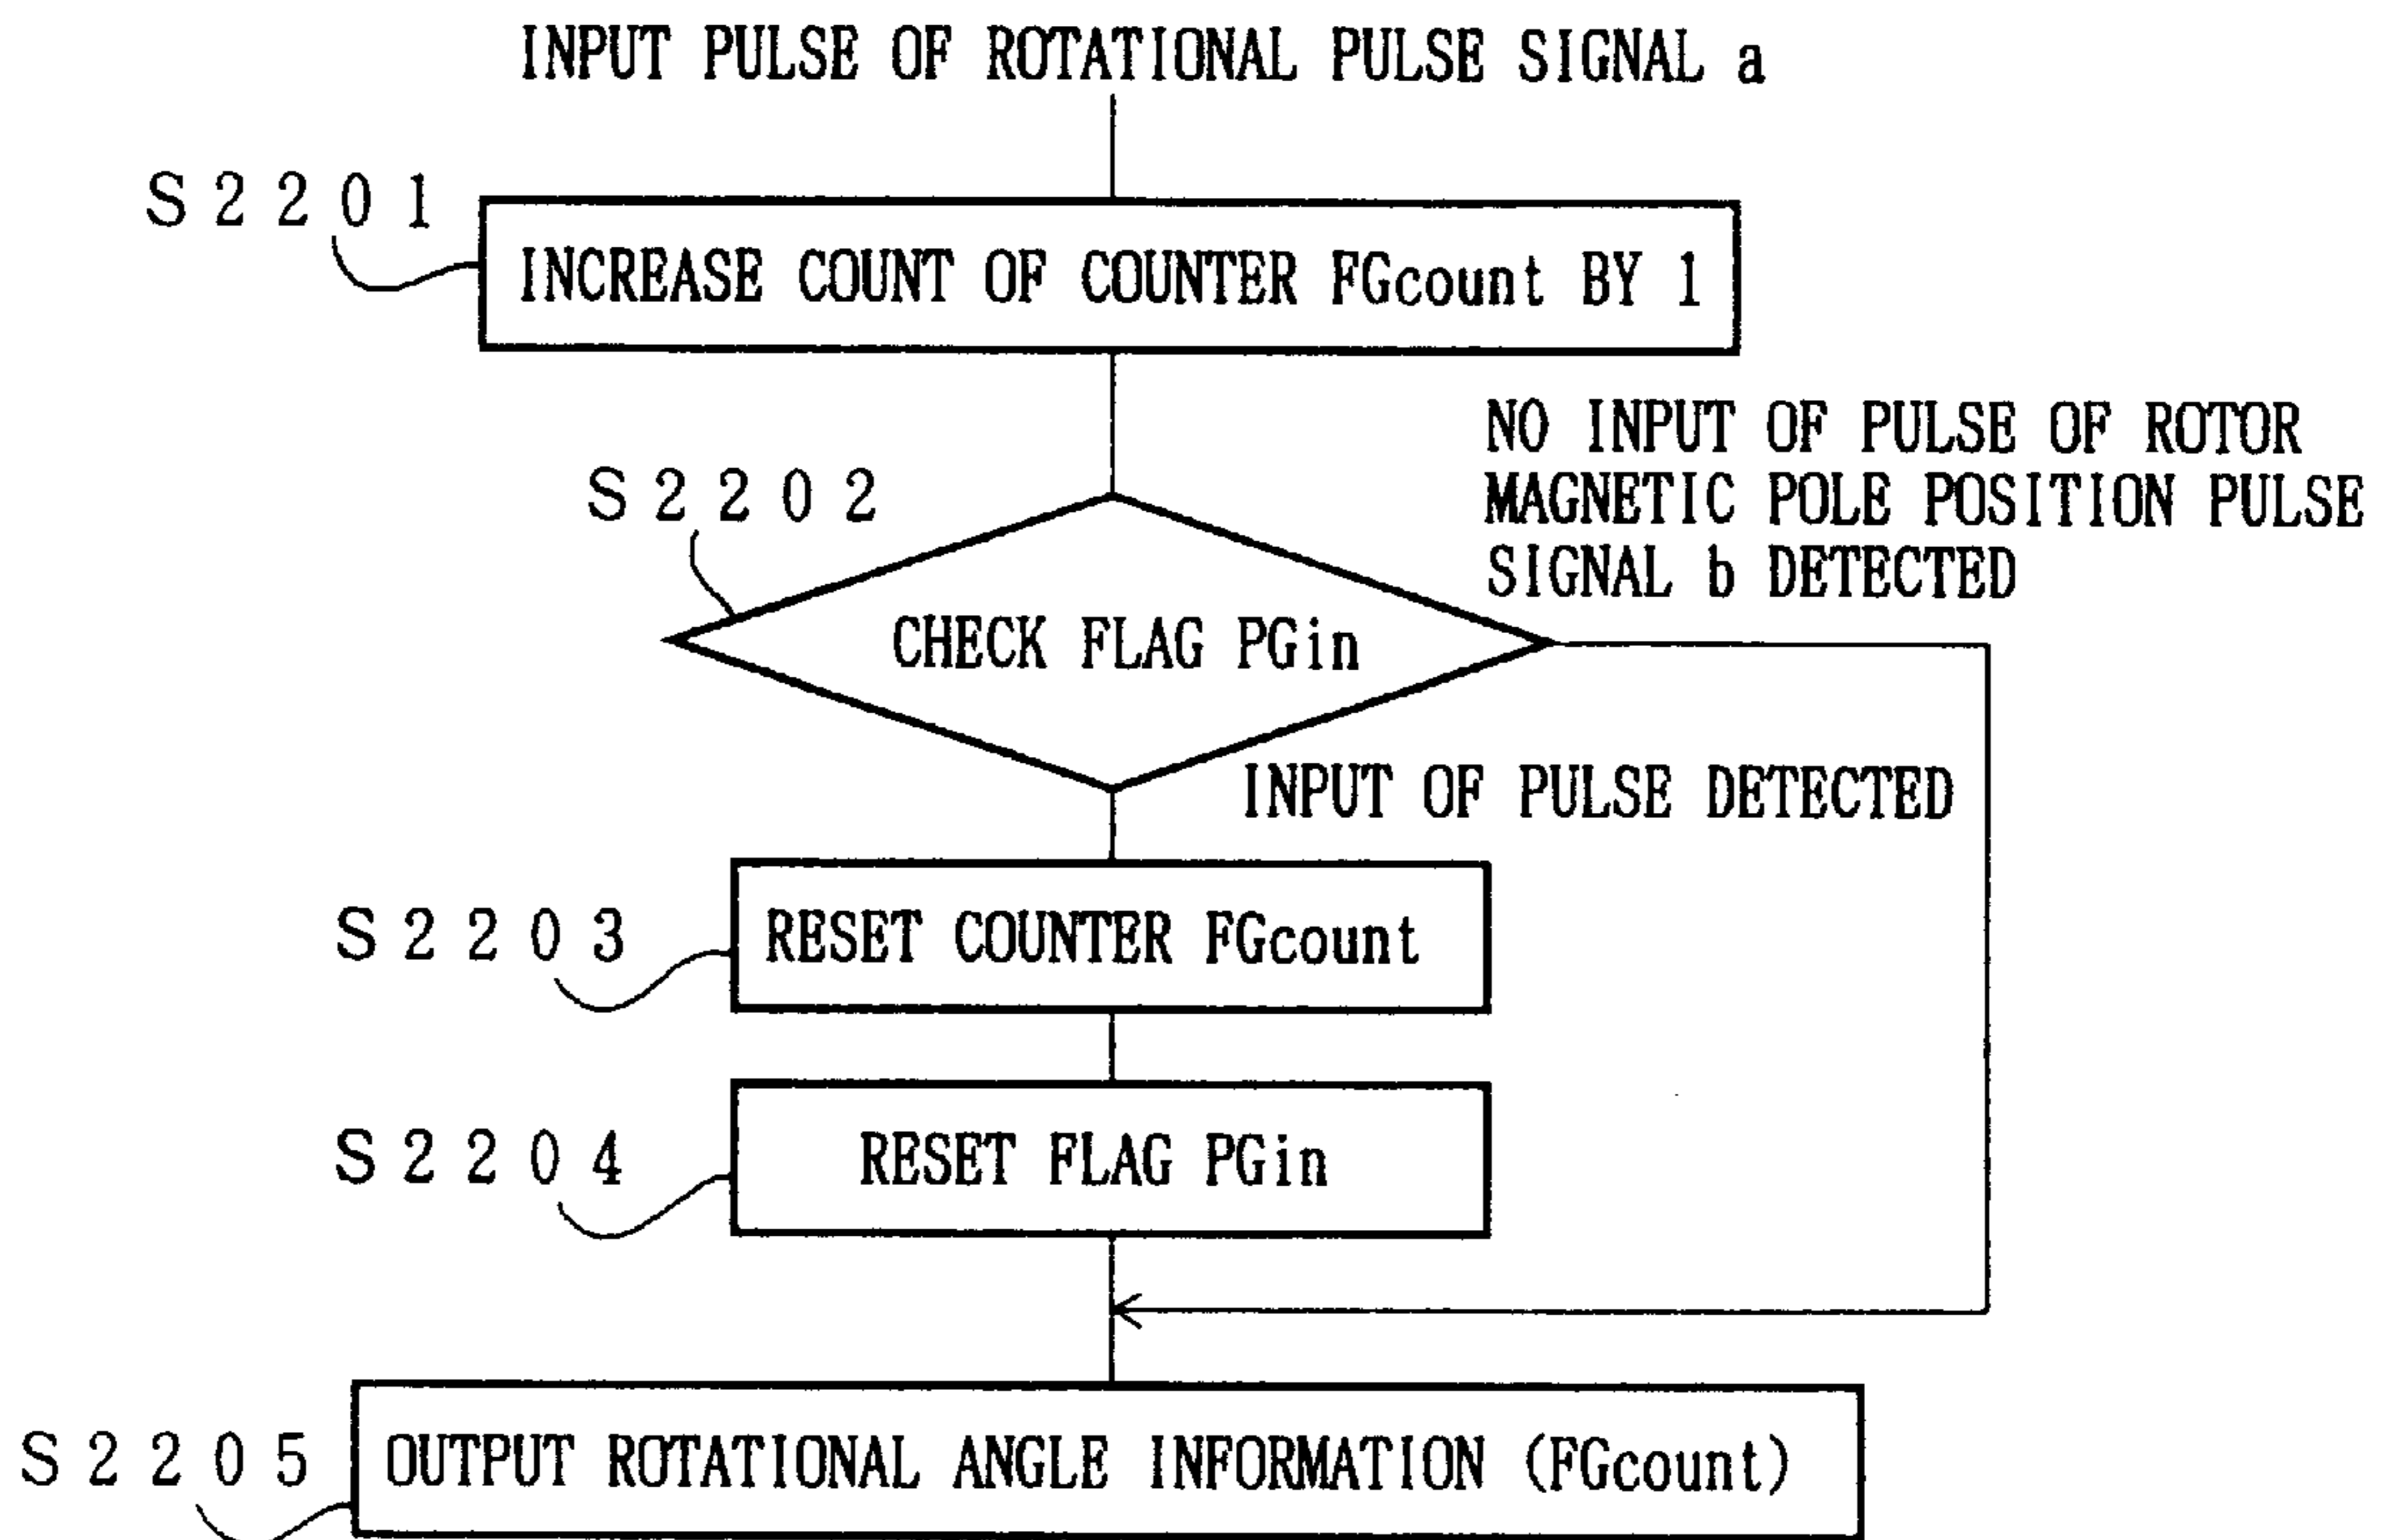 INPUT PULSE OF ROTATIONAL PULSE SIGNAL a
S2201
INCREASE COUNT OF COUNTER FGcount BY 1
NO INPUT OF PULSE OF ROTOR
MAGNETIC POLE POSITION PULSE
SIGNAL b DETECTED
S2202
CHECK FLAG PGin
INPUT OF PULSE DETECTED
S2203
RESET COUNTER FGcount
S2204
RESET FLAG PGin
S2205
OUTPUT ROTATIONAL ANGLE INFORMATION (FGcount)